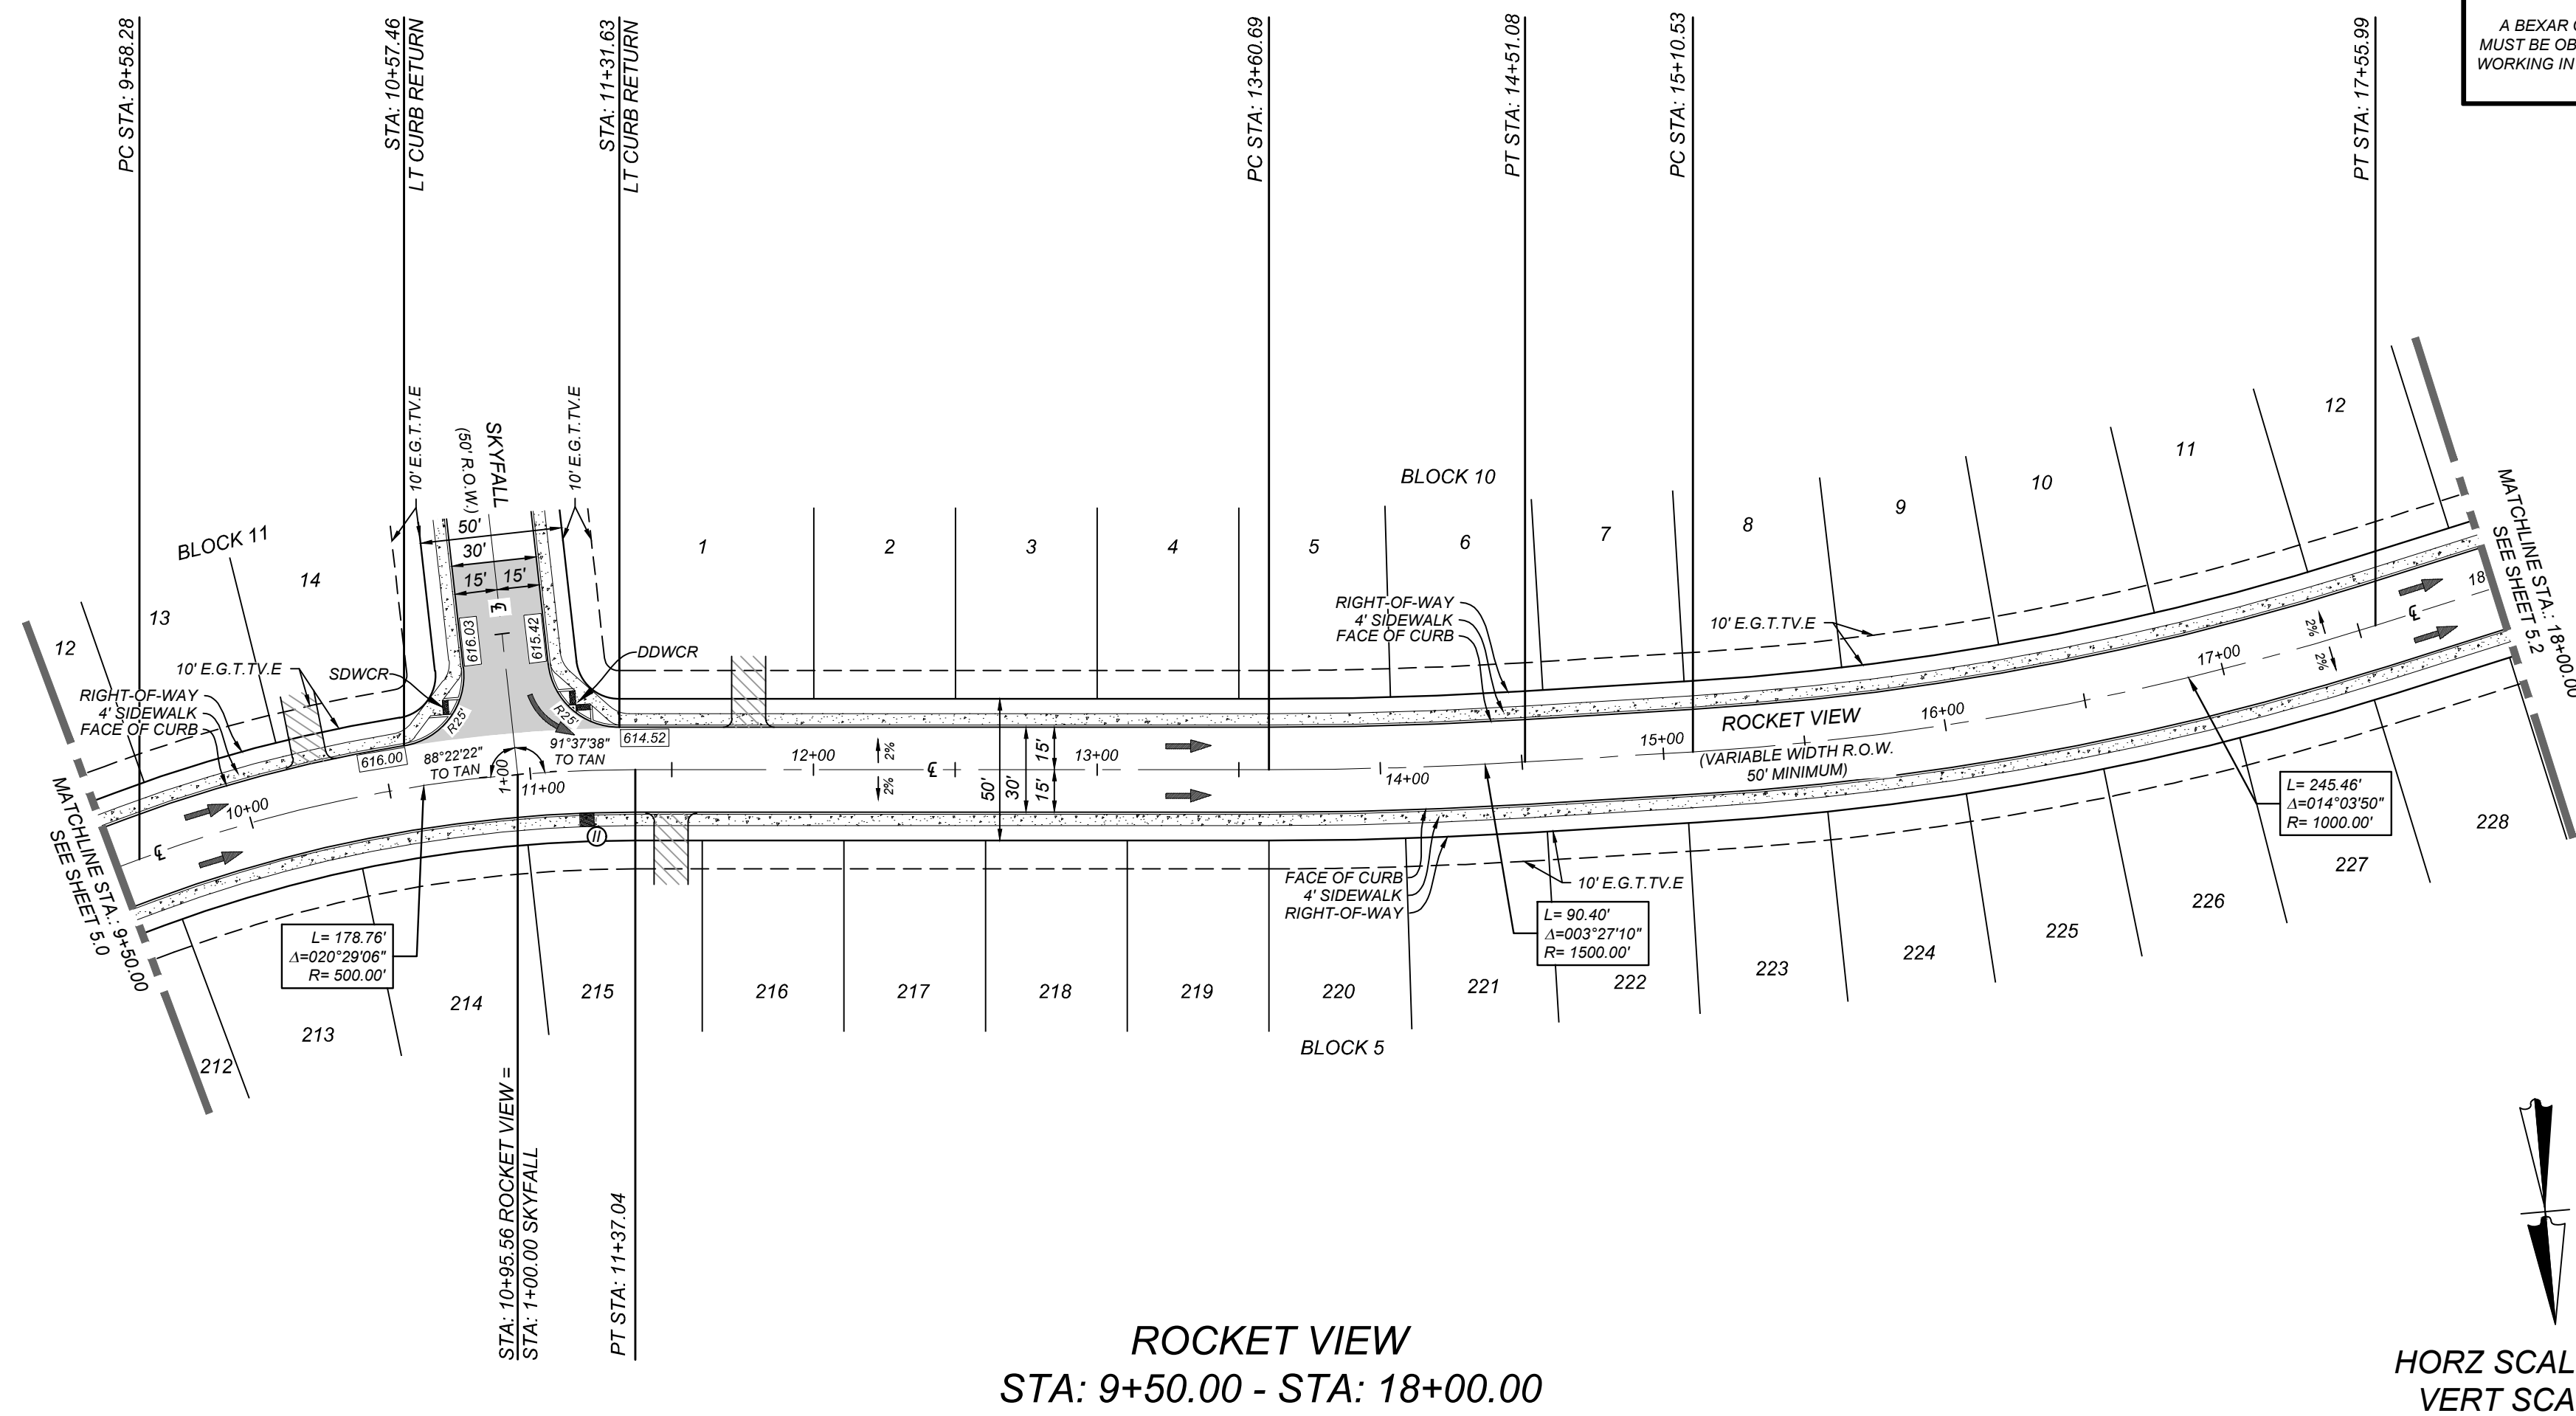 PC STA: 9+58.28
STA: 10+57.46
LT CURB RETURN
STA: 11+31.63
LT CURB RETURN
PC STA: 13+60.69
PT STA: 14+51.08
PC STA: 15+10.53
PT STA: 17+55.99
A BEXAR
MUST BE
WORKING IN
10' E.G.T.TV.E
SKYFALL
(50' R.O.W.)
10' E.G.T.TV.E
50'
30'
15'
15'
℄
616.03
615.42
BLOCK 11
12
13
14
10' E.G.T.TV.E
RIGHT-OF-WAY
4' SIDEWALK
FACE OF CURB
SDWCR
DDWCR
R25'
R25'
616.00
88°22'22"
TO TAN
91°37'38"
TO TAN
614.52
1+00
BLOCK 10
1
2
3
4
5
6
7
8
9
10
11
12
RIGHT-OF-WAY
4' SIDEWALK
FACE OF CURB
10' E.G.T.TV.E
MATCHLINE STA.: 18+00.00
SEE SHEET 5.2
MATCHLINE STA.: 9+50.00
SEE SHEET 5.0
℄
10+00
11+00
12+00
2%
2%
℄
50'
30'
15'
15'
13+00
14+00
15+00
ROCKET VIEW
(VARIABLE WIDTH R.O.W.
50' MINIMUM)
16+00
17+00
2%
2%
℄
18
II
L= 178.76'
Δ=020°29'06"
R= 500.00'
FACE OF CURB
4' SIDEWALK
RIGHT-OF-WAY
10' E.G.T.TV.E
L= 90.40'
Δ=003°27'10"
R= 1500.00'
L= 245.46'
Δ=014°03'50"
R= 1000.00'
212
213
214
215
216
217
218
219
220
221
222
223
224
225
226
227
228
BLOCK 5
STA: 10+95.56 ROCKET VIEW =
STA: 1+00.00 SKYFALL
PT STA: 11+37.04
ROCKET VIEW
STA: 9+50.00 - STA: 18+00.00
HORZ
VERT